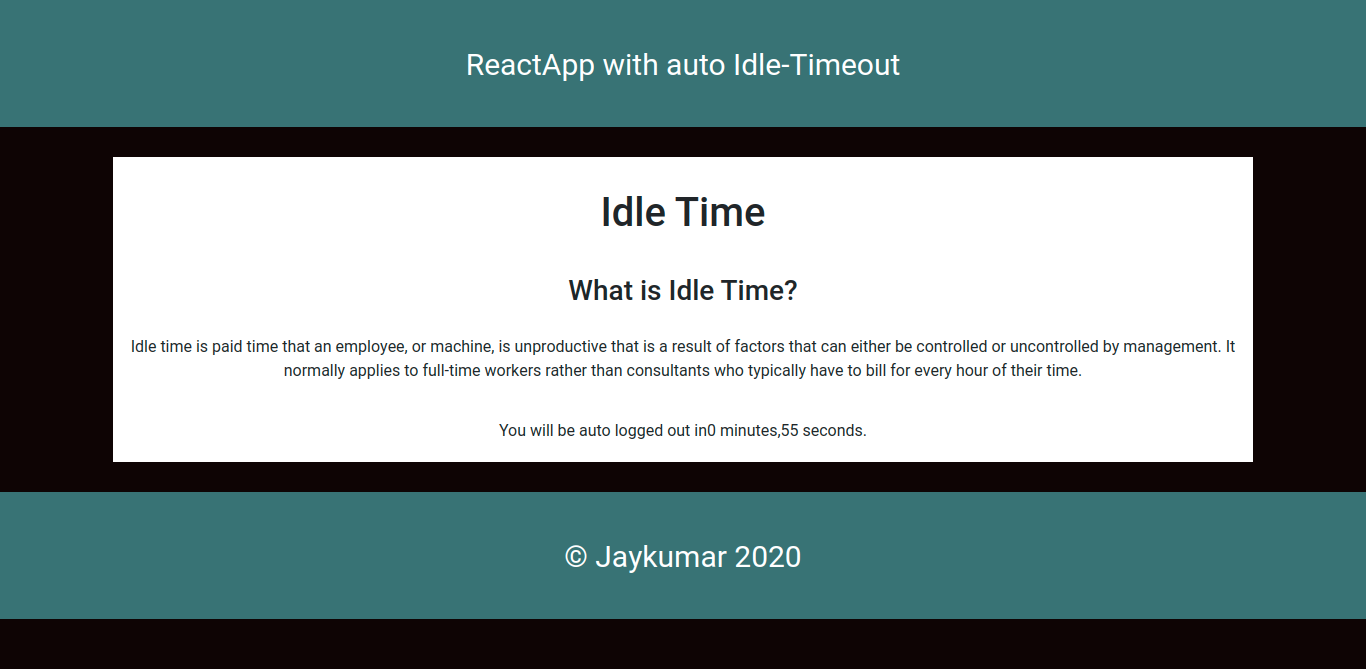 ReactApp with auto Idle-Timeout
Idle Time
What is Idle Time?
Idle time is paid time that an employee, or machine, is unproductive that is a result of factors that can either be controlled or uncontrolled by management. It
normally applies to full-time workers rather than consultants who typically have to bill for every hour of their time.
You will be auto logged out in0 minutes,55 seconds.
© Jaykumar 2020